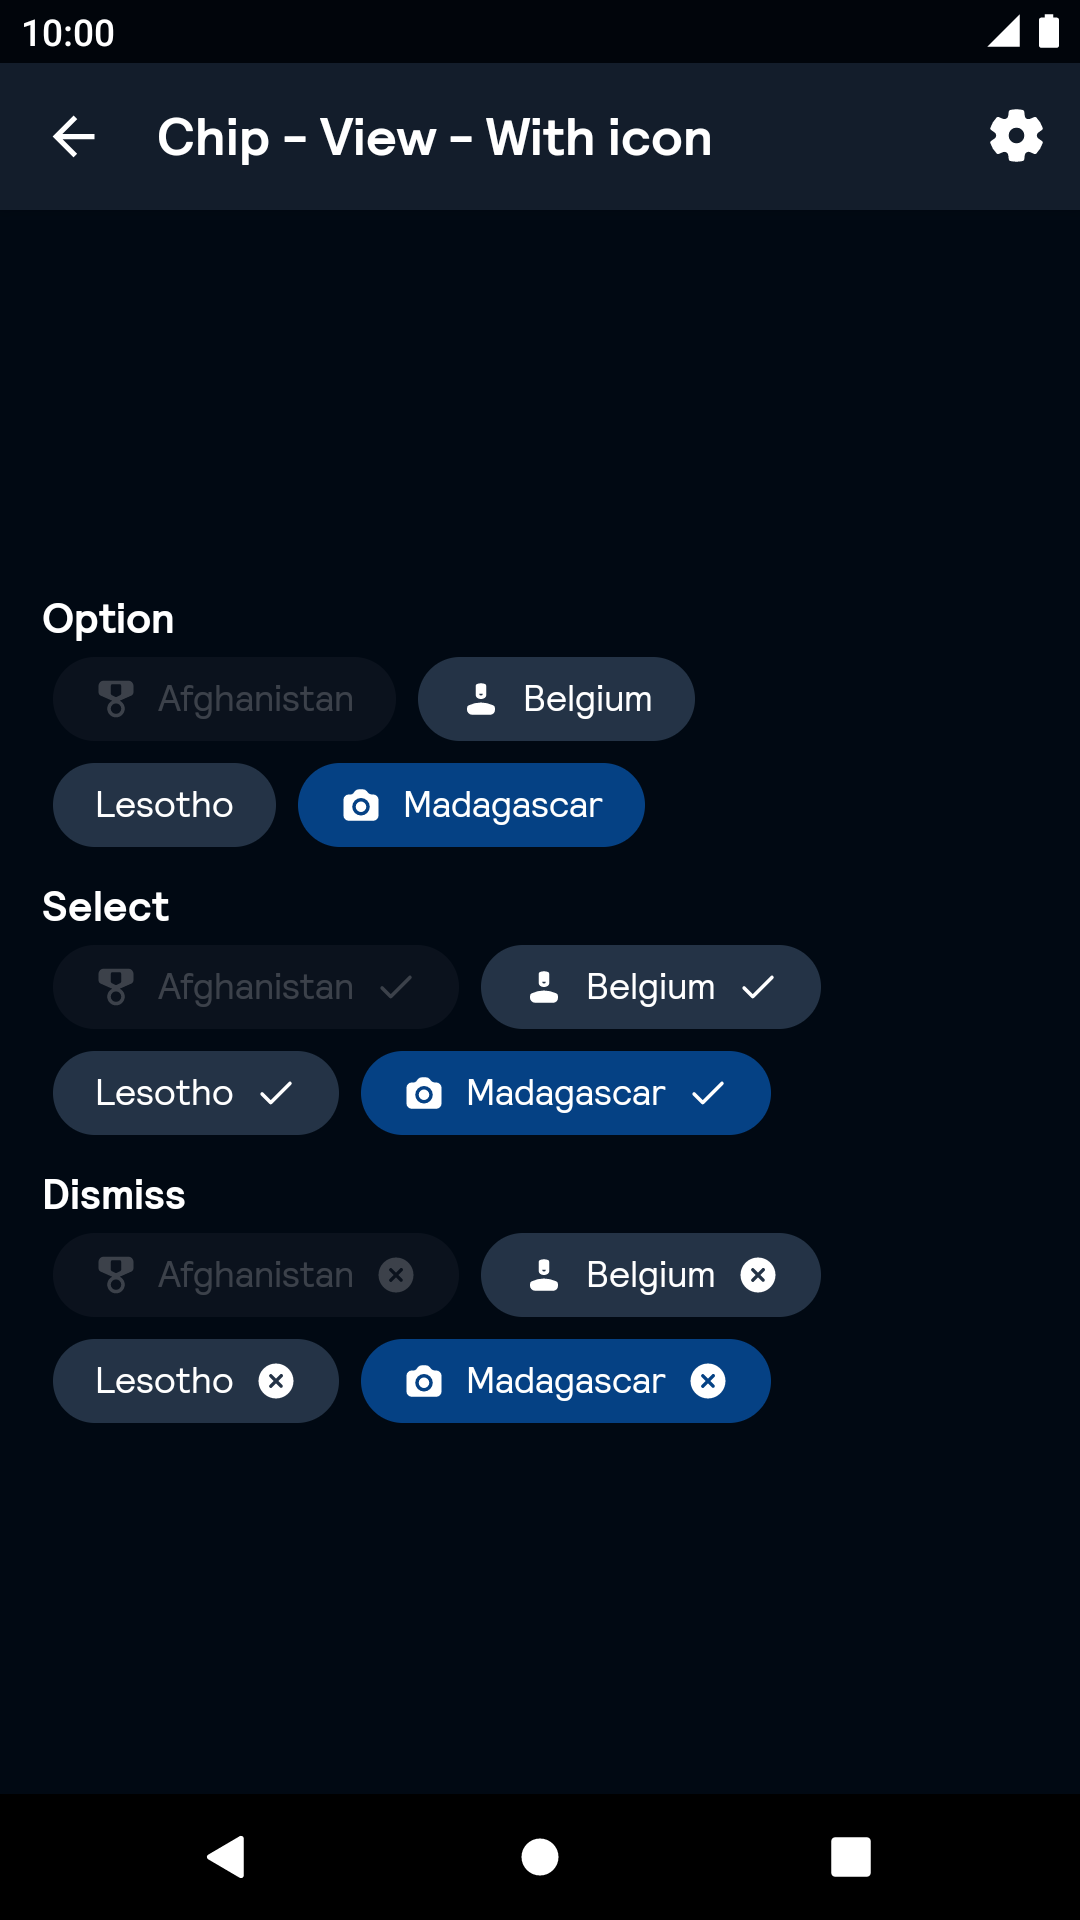 10:00
Chip - View - With icon
Option
Afghanistan Belgium
Lesotho Madagascar
Select
Afghanistan Belgium
Lesotho Madagascar
Dismiss
Afghanistan Belgium
Lesotho Madagascar